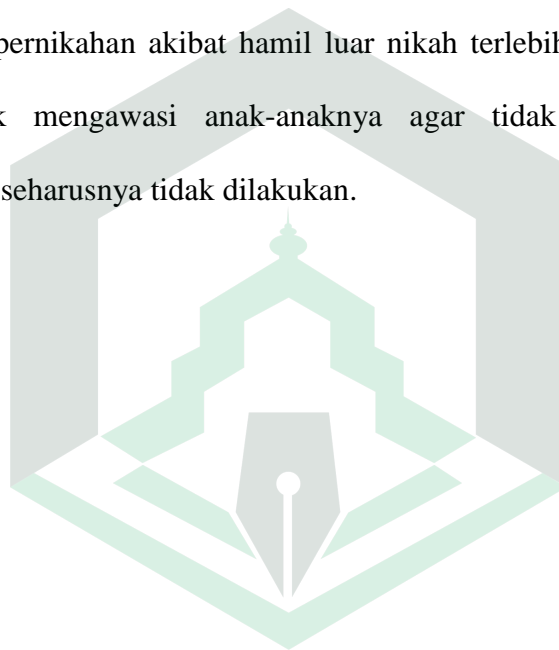 pernikahan akibat hamil luar nikah terlebih
mengawasi anak-anaknya agar tidak
seharusnya tidak dilakukan.